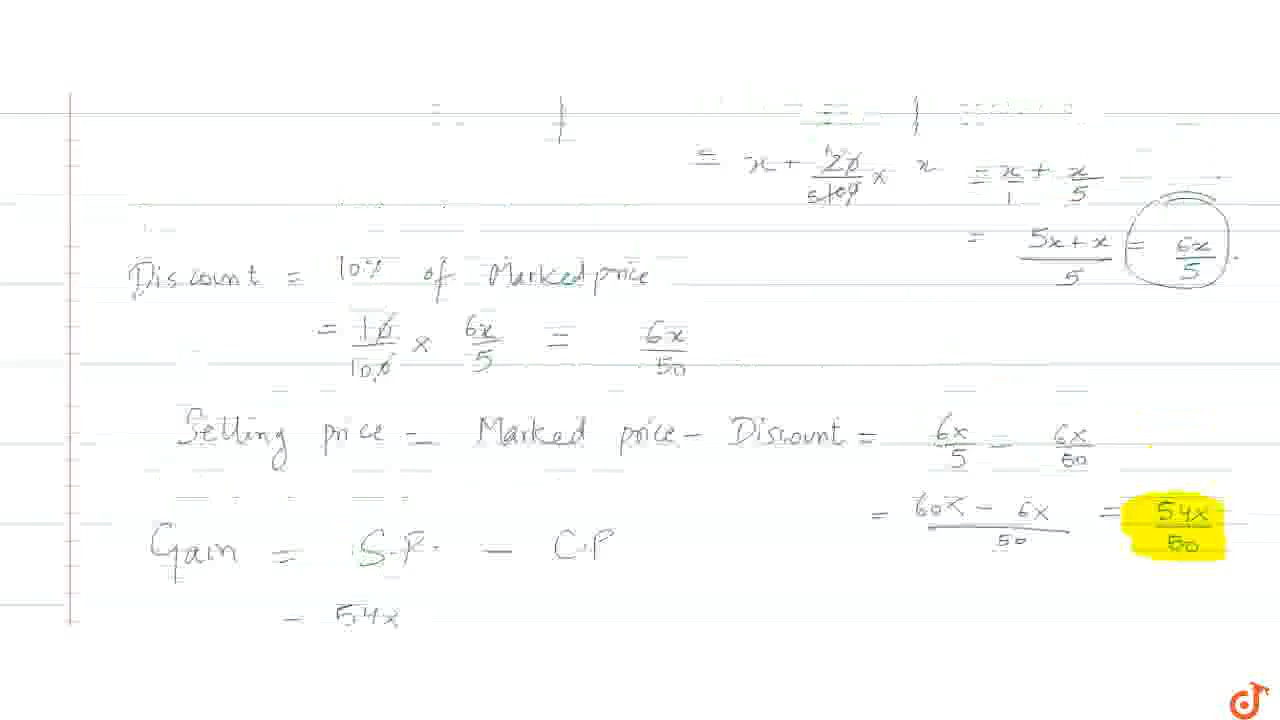 = x + 20/100 × x = x/1 + x/5
= 5x + x / 5 = 6x/5
Discount = 10% of Marked price
= 10/100 × 6x/5 = 6x/50
Selling price = Marked price - Discount = 6x/5 - 6x/50
= 60x - 6x / 50 = 54x/50
Gain = S.P. - C.P
= 54x